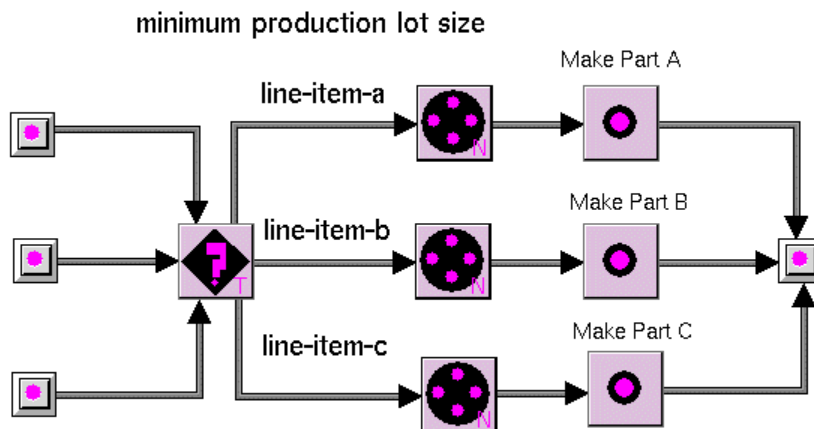 minimum production lot size
Make Part A
line-item-a
N
Make Part B
line-item-b
?
T
N
Make Part C
line-item-c
N